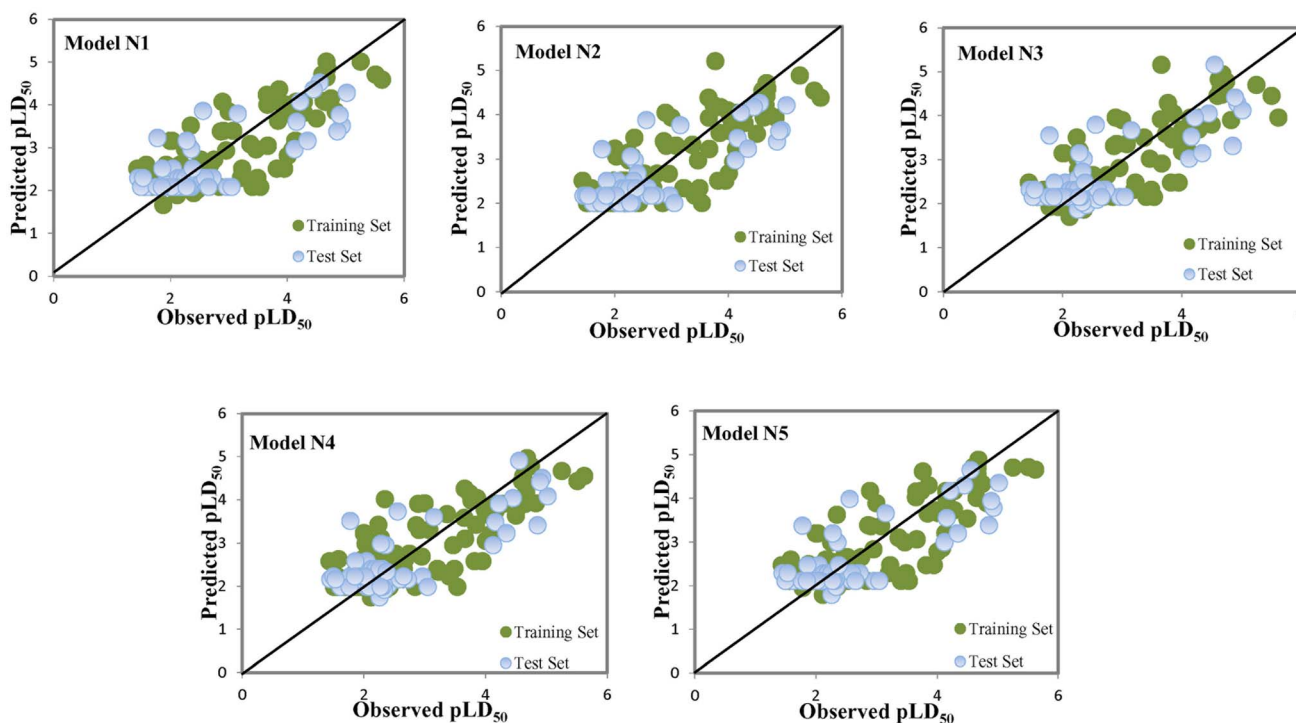 Model N1
Predicted pLD50
6
5
4
3
2
1
0
0 2 4 6
Observed pLD50
Training Set
Test Set
Model N2
Predicted pLD50
6
5
4
3
2
1
0
0 2 4 6
Observed pLD50
Training Set
Test Set
Model N3
Predicted pLD50
6
5
4
3
2
1
0
0 2 4
Observed pLD50
Training Set
Test Set
Model N4
Predicted pLD50
6
5
4
3
2
1
0
0 2 4 6
Observed pLD50
Training Set
Test Set
Model N5
Predicted pLD50
6
5
4
3
2
1
0
0 2 4 6
Observed pLD50
Training Set
Test Set